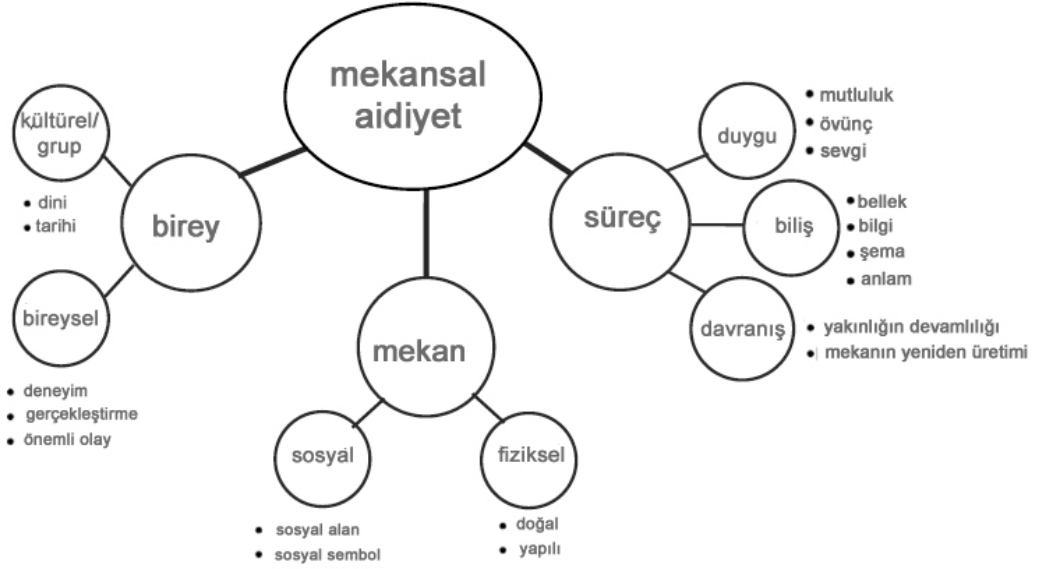 mekansal
aidiyet
kültürel/
grup
• dini
• tarihi
birey
bireysel
• deneyim
• gerçekleştirme
• önemli olay
mekan
sosyal
• sosyal alan
• sosyal sembol
fiziksel
• doğal
• yapılı
süreç
duygu
• mutluluk
• övünç
• sevgi
biliş
• bellek
• bilgi
• şema
• anlam
davranış
• yakınlığın devamlılığı
• mekanın yeniden üretimi